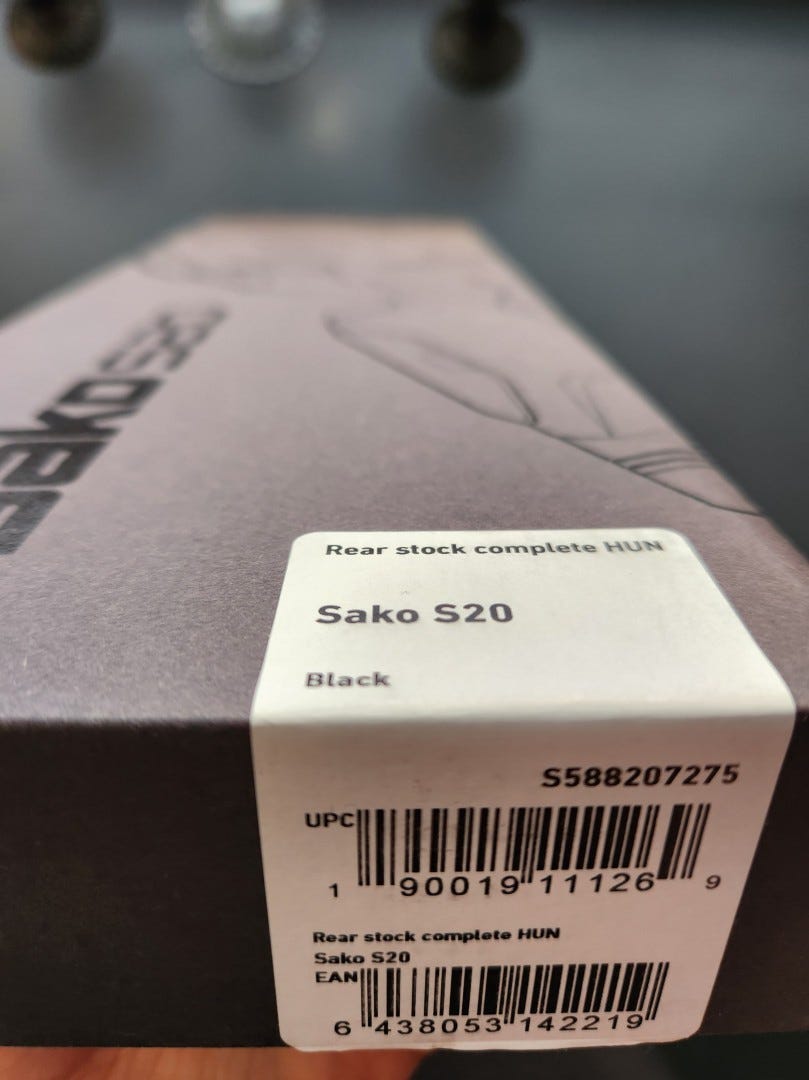 sako S20
Rear stock complete HUN
Sako S20
Black
S588207275
UPC
1 90019 11126 9
Rear stock complete HUN
Sako S20
EAN
6 438053 142219